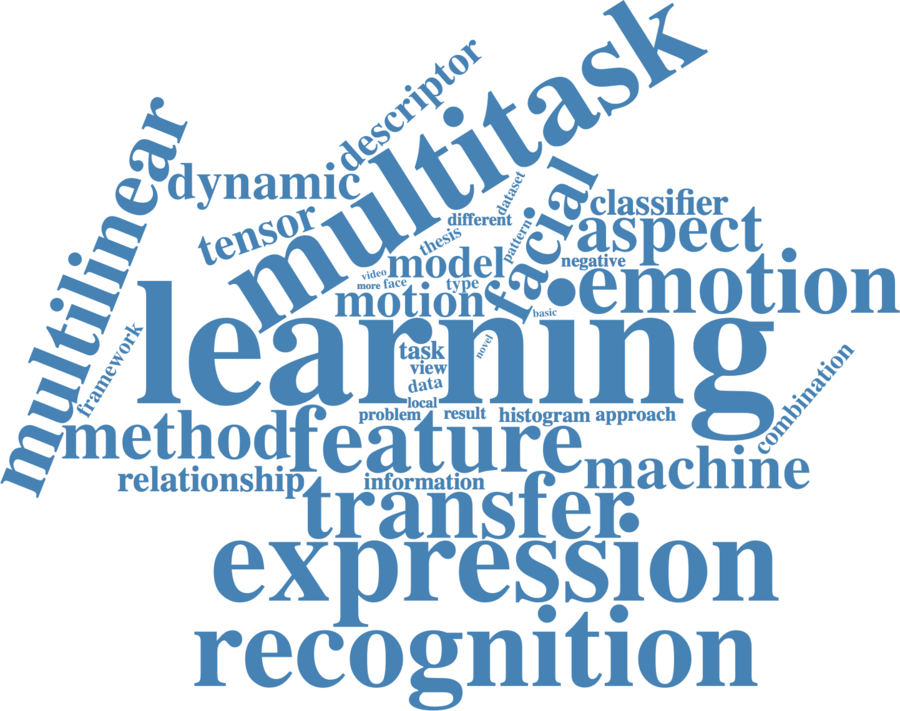 multitask
descriptor
multilinear
dynamic
facial
dataset
classifier
tensor
different
aspect
thesis
pattern
model
negative
video
more
face
type
emotion
motion
basic
learning
framework
novel
task
view
data
combination
local
problem
result
histogram
approach
method
feature
machine
relationship
information
transfer
expression
recognition